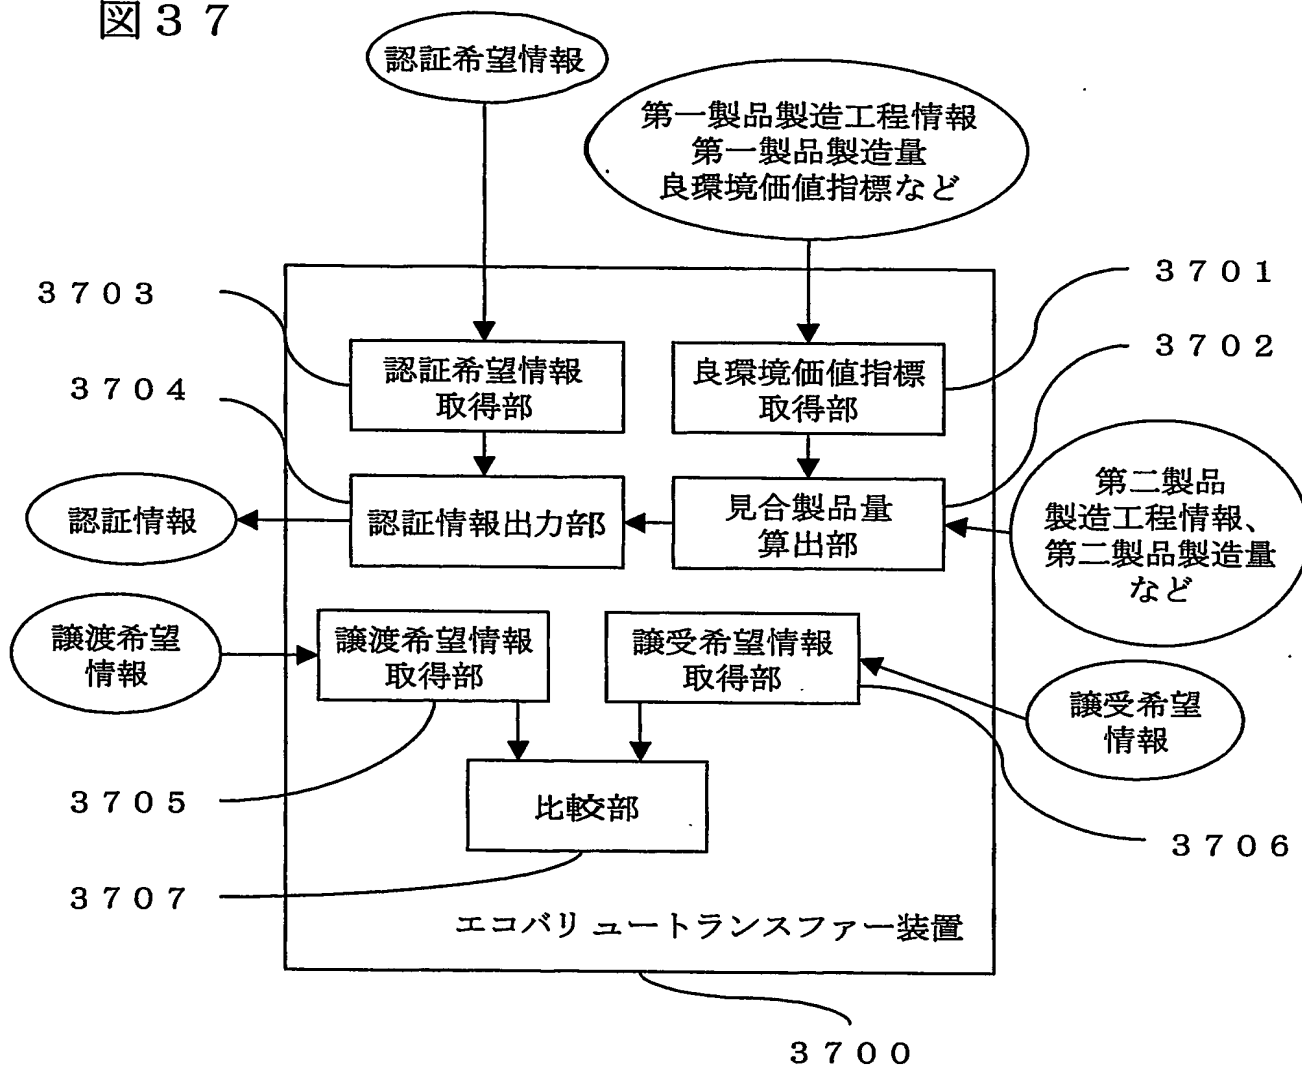 図３７
認証希望情報
第一製品製造工程情報
第一製品製造量
良環境価値指標など
３７０３
３７０１
３７０２
認証希望情報
取得部
良環境価値指標
取得部
３７０４
認証情報
認証情報出力部
見合製品量
算出部
第二製品
製造工程情報、
第二製品製造量
など
譲渡希望
情報
譲渡希望情報
取得部
譲受希望情報
取得部
譲受希望
情報
３７０５
比較部
３７０６
３７０７
エコバリュートランスファー装置
３７００